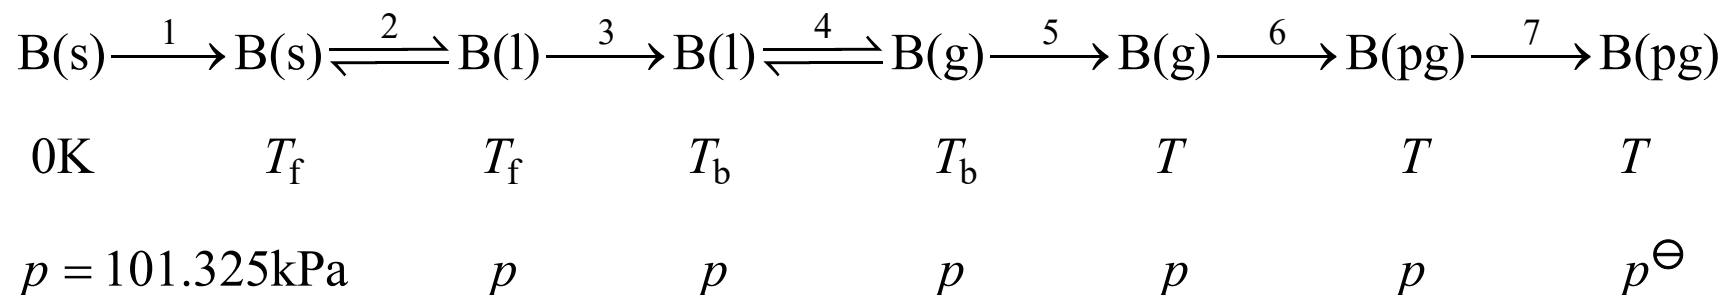 B(s) —1→ B(s) ⇌2 B(l) —3→ B(l) ⇌4 B(g) —5→ B(g) —6→ B(pg) —7→ B(pg)
0K T_f T_f T_b T_b T T T
p = 101.325kPa p p p p p p^⊖